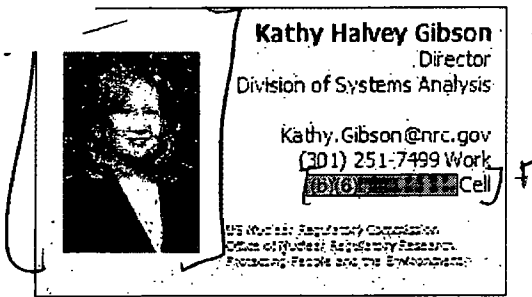 Kathy Halvey Gibson
Director
Division of Systems Analysis
Kathy.Gibson@nrc.gov
(301) 251-7499 Work
(b)(6) Cell
US Nuclear Regulatory Commission
Office of Nuclear Regulatory Research
Protecting People and the Environment